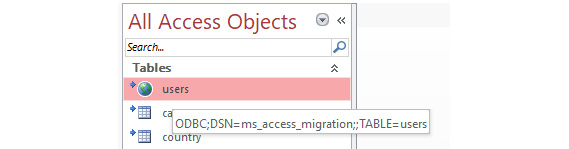 All Access Objects
Search...
Tables
users
ca
ODBC;DSN=ms_access_migration;;TABLE=users
country